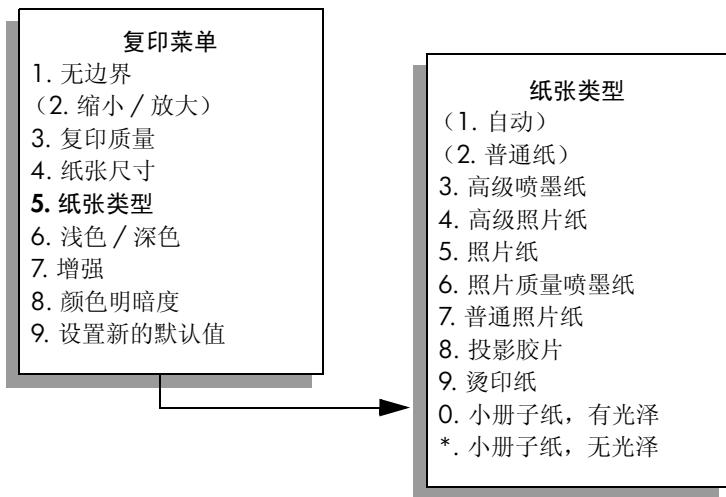 复印菜单
1. 无边界
（2. 缩小 / 放大）
3. 复印质量
4. 纸张尺寸
5. 纸张类型
6. 浅色 / 深色
7. 增强
8. 颜色明暗度
9. 设置新的默认值
纸张类型
（1. 自动）
（2. 普通纸）
3. 高级喷墨纸
4. 高级照片纸
5. 照片纸
6. 照片质量喷墨纸
7. 普通照片纸
8. 投影胶片
9. 烫印纸
0. 小册子纸，有光泽
*. 小册子纸，无光泽